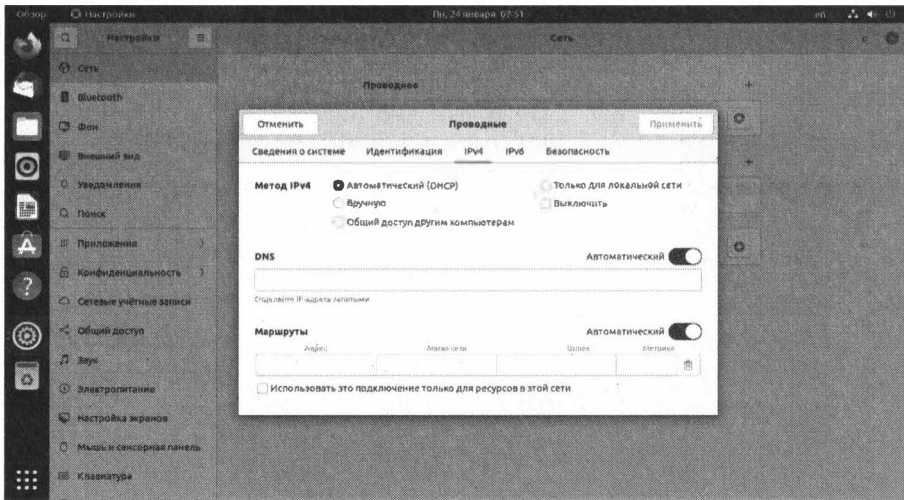 Обзор Настройки Пн, 24 января 07:51 en
Настройки Сеть
Сеть
Проводное +
Bluetooth
Отменить Проводные Применить
Фон
Сведения о системе Идентификация IPv4 IPv6 Безопасность
Внешний вид
Метод IPv4 Автоматический (DHCP) Только для локальной сети
Уведомления
Вручную Выключить
Поиск
Общий доступ другим компьютерам
Приложения
DNS Автоматический
Конфиденциальность
Сетевые учётные записи
Отделяйте IP-адреса запятыми
Общий доступ
Маршруты Автоматический
Адрес Маска сети Шлюз Метрика
Звук
Электропитание
Использовать это подключение только для ресурсов в этой сети
Настройка экранов
Мышь и сенсорная панель
Клавиатура